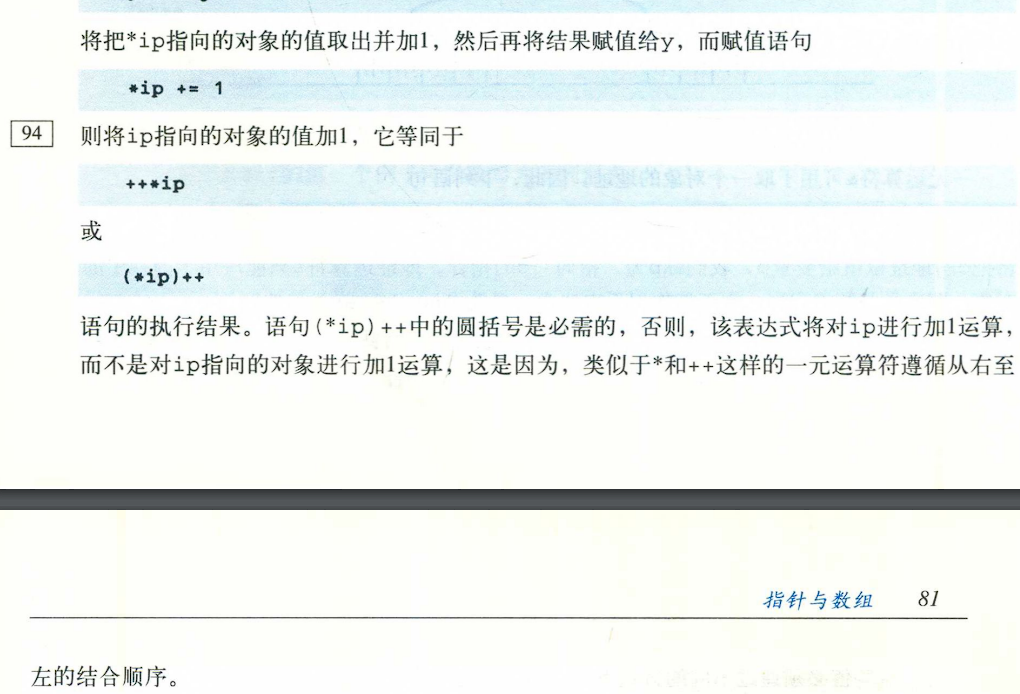 将把*ip指向的对象的值取出并加1，然后再将结果赋值给y，而赋值语句
*ip += 1
94
则将ip指向的对象的值加1，它等同于
++*ip
或
(*ip)++
语句的执行结果。语句(*ip)++中的圆括号是必需的，否则，该表达式将对ip进行加1运算，
而不是对ip指向的对象进行加1运算，这是因为，类似于*和++这样的一元运算符遵循从右至
指针与数组 81
左的结合顺序。